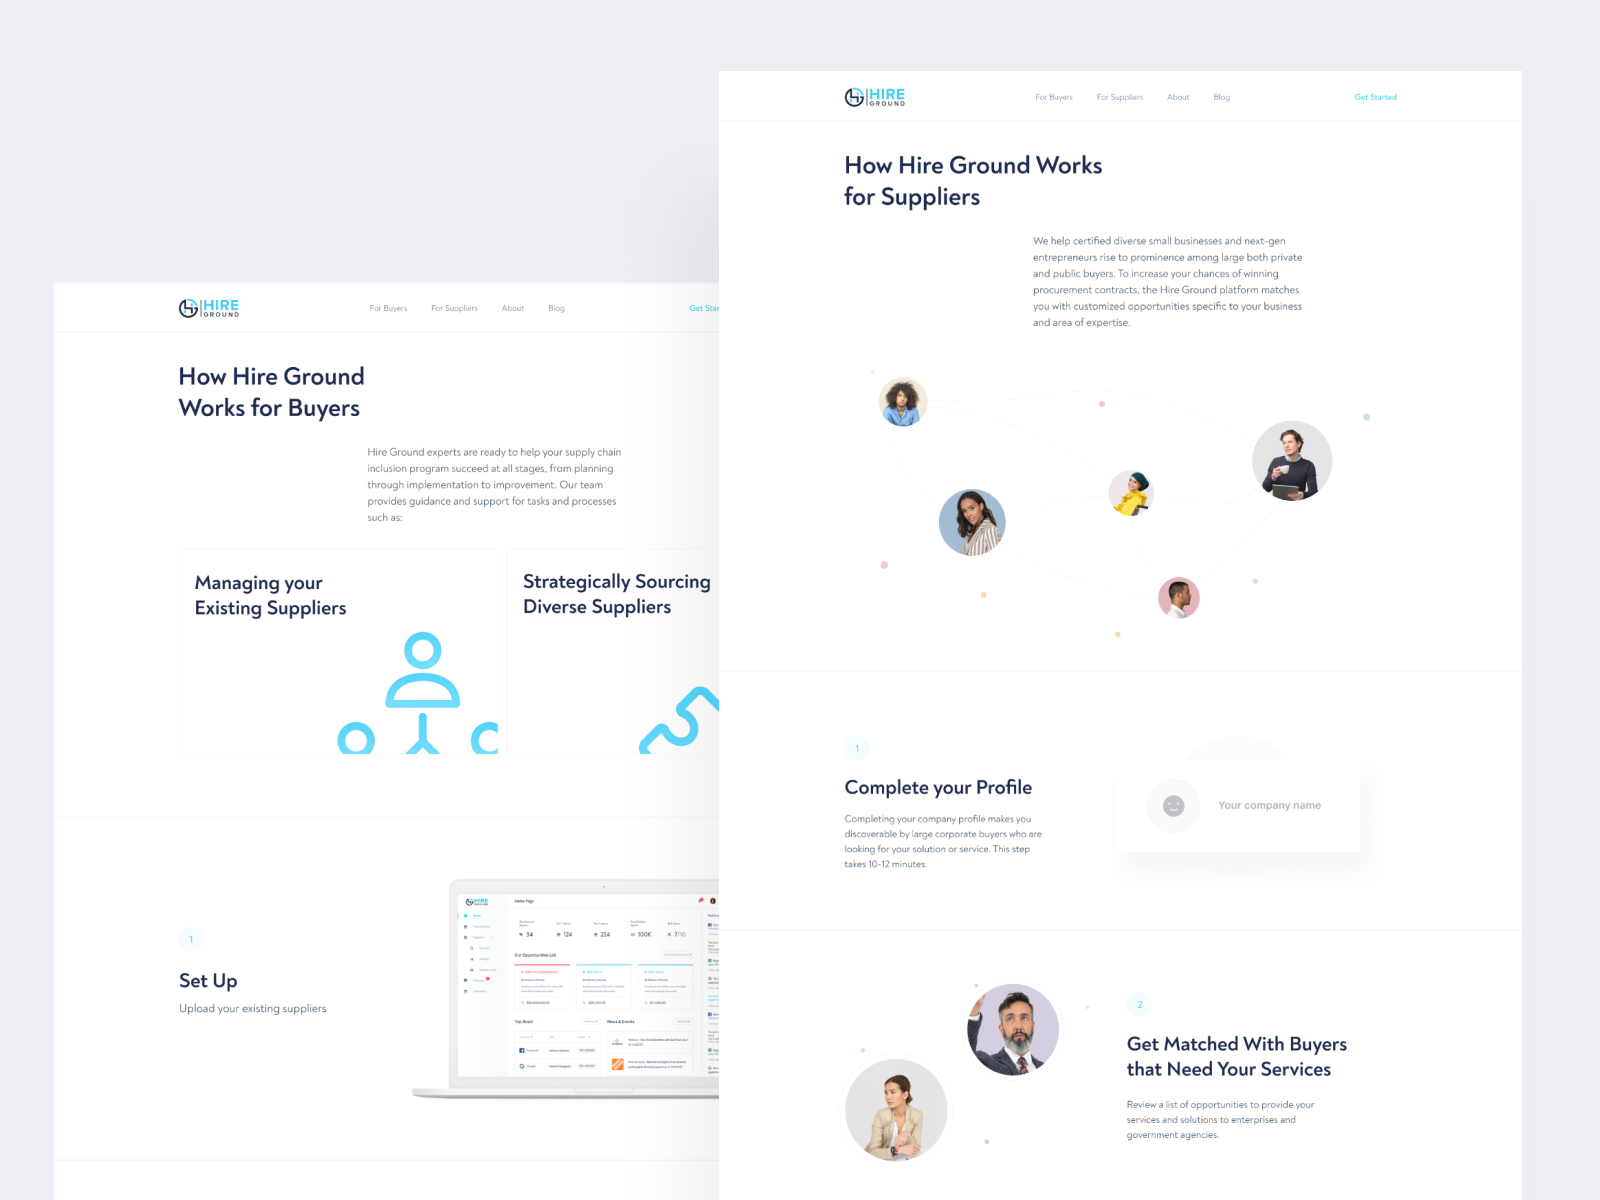 HIRE
GROUND
For Buyers
For Suppliers
About
Blog
Get Started
How Hire Ground Works
for Suppliers
We help certified diverse small businesses and next-gen
entrepreneurs rise to prominence among large both private
and public buyers. To increase your chances of winning
procurement contracts, the Hire Ground platform matches
you with customized opportunities specific to your business
and area of expertise.
1
Complete your Profile
Completing your company profile makes you
discoverable by large corporate buyers who are
looking for your solution or service. This step
takes 10-12 minutes.
Your company name
2
Get Matched With Buyers
that Need Your Services
Review a list of opportunities to provide your
services and solutions to enterprises and
government agencies.
HIRE
GROUND
For Buyers
For Suppliers
About
Blog
Get Star
How Hire Ground
Works for Buyers
Hire Ground experts are ready to help your supply chain
inclusion program succeed at all stages, from planning
through implementation to improvement. Our team
provides guidance and support for tasks and processes
such as:
Managing your
Existing Suppliers
Strategically Sourcing
Diverse Suppliers
1
Set Up
Upload your existing suppliers
HIRE
GROUND
Home Page
34
124
224
100K
7/10
Our Opportunities List
Top Buyer
News & Events